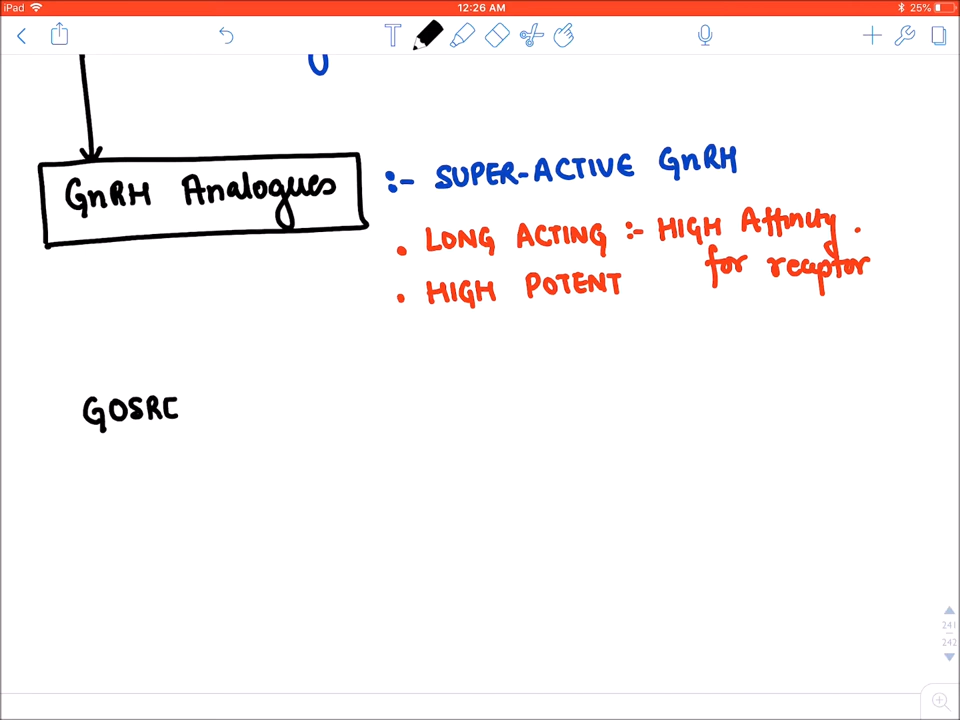 iPad 12:26 AM 25%
T
GnRH Analogues :- SUPER-ACTIVE GnRH
• LONG ACTING :- HIGH Affinity.
for receptor
• HIGH POTENT
GOSRE
241
242